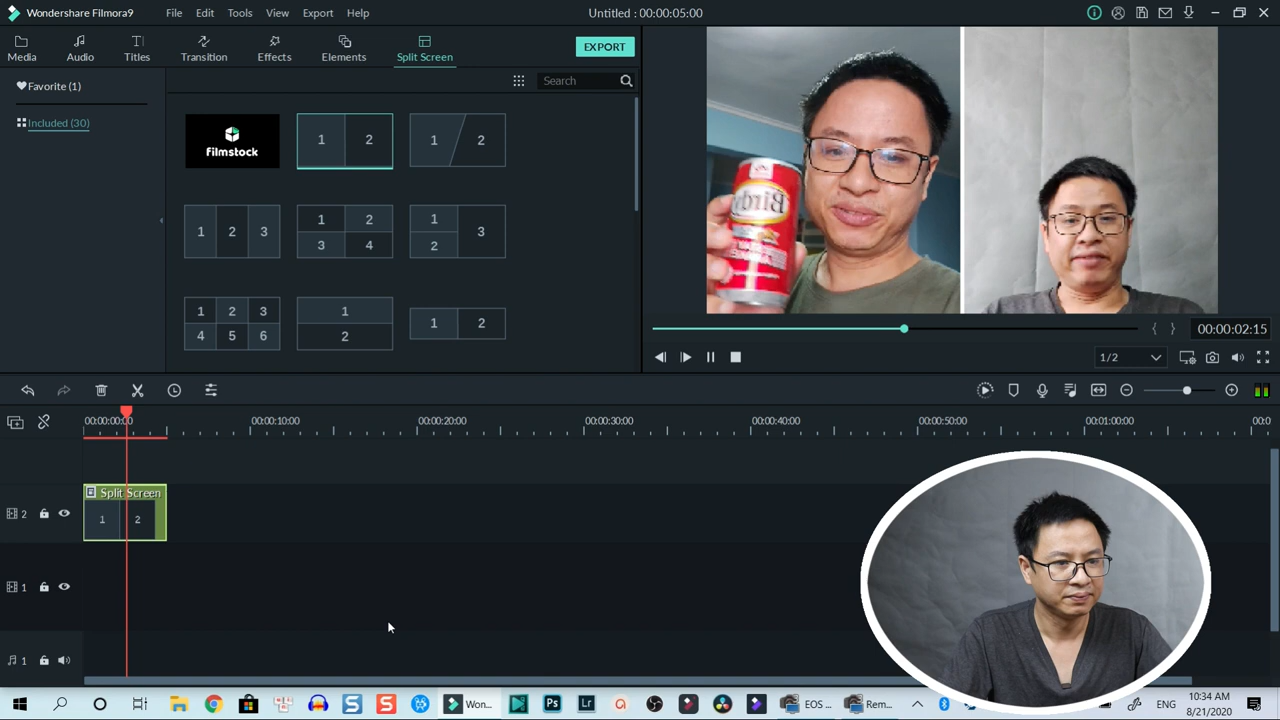 Wondershare Filmora9
File Edit Tools View Export Help
Untitled : 00:00:05:00
Media Audio Titles Transition Effects Elements Split Screen
EXPORT
Favorite (1)
Search
Included (30)
filmstock
1 2
1 2
1 2 3
1 2
3 4
1
2
3
1 2 3
4 5 6
1
2
1 2
Birdy
00:00:02:15
1/2
00:00:00:00 00:00:10:00 00:00:20:00 00:00:30:00 00:00:40:00 00:00:50:00 00:01:00:00 00:0
Split Screen
1 2
2
1
1
Won...
Ps
Lr
EOS ...
Rem...
ENG
10:34 AM
8/21/2020